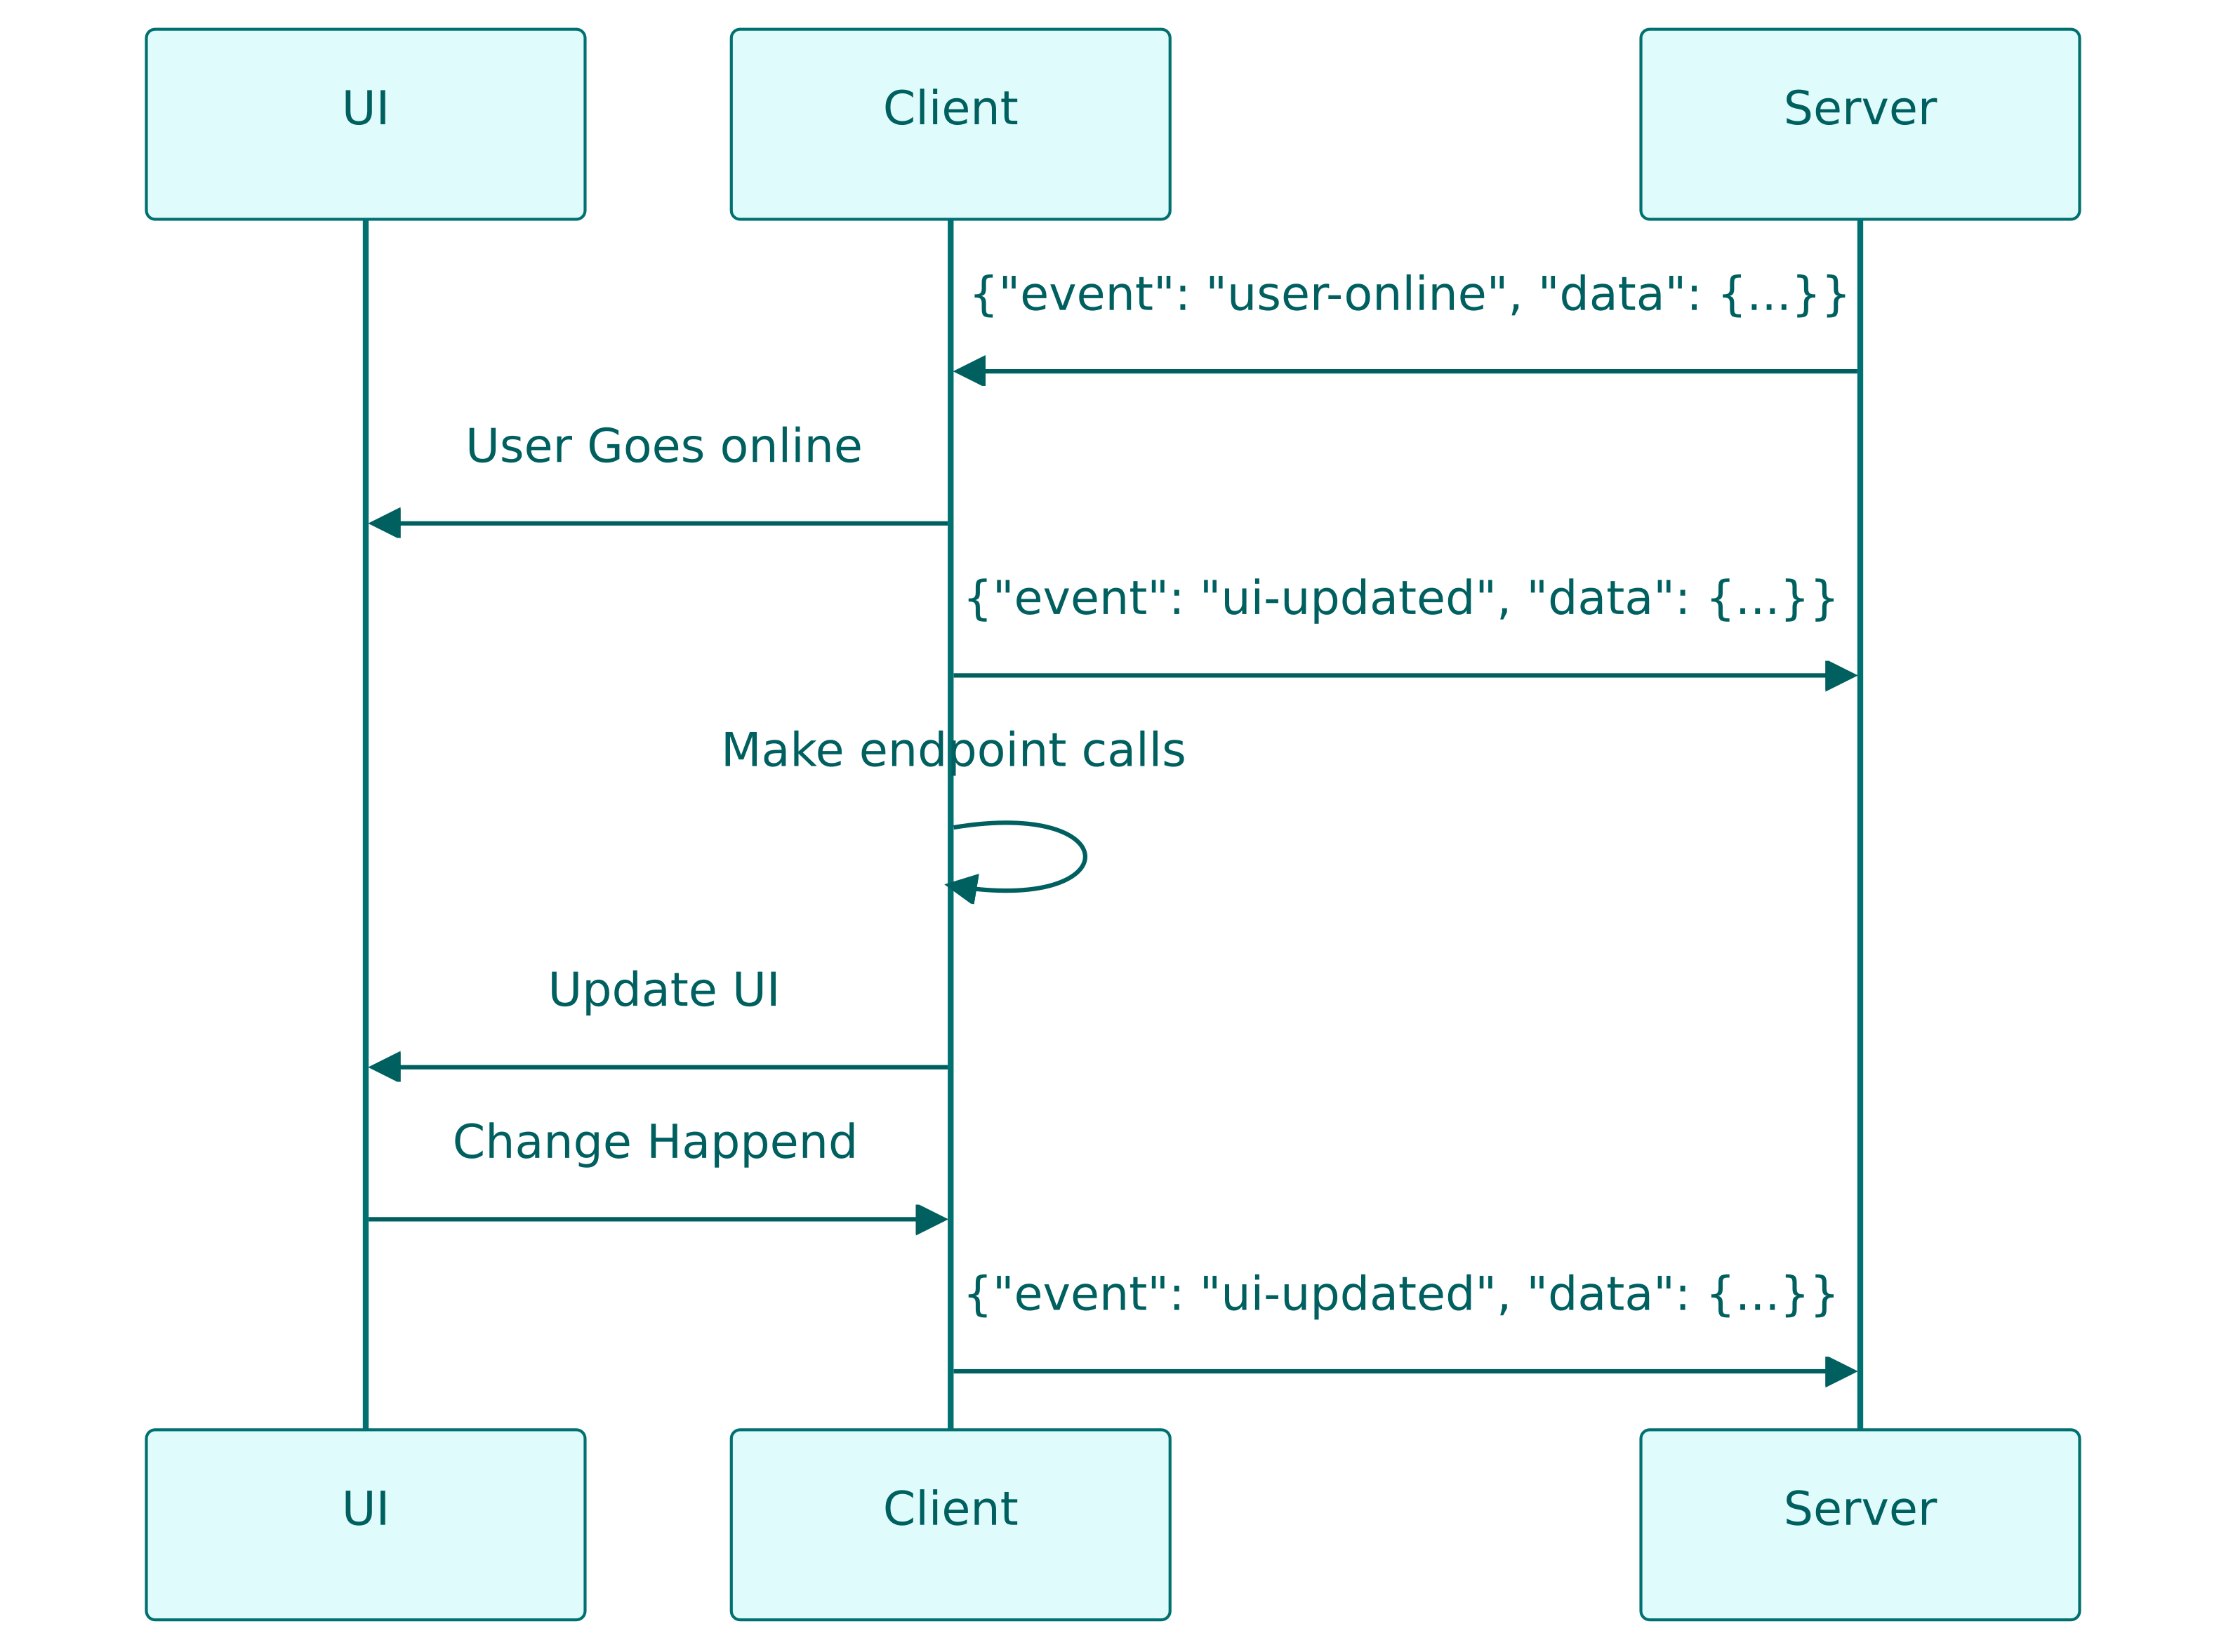 UI
Client
Server
{"event": "user-online", "data": {...}}
User Goes online
{"event": "ui-updated", "data": {...}}
Make endpoint calls
Update UI
Change Happend
{"event": "ui-updated", "data": {...}}
UI
Client
Server